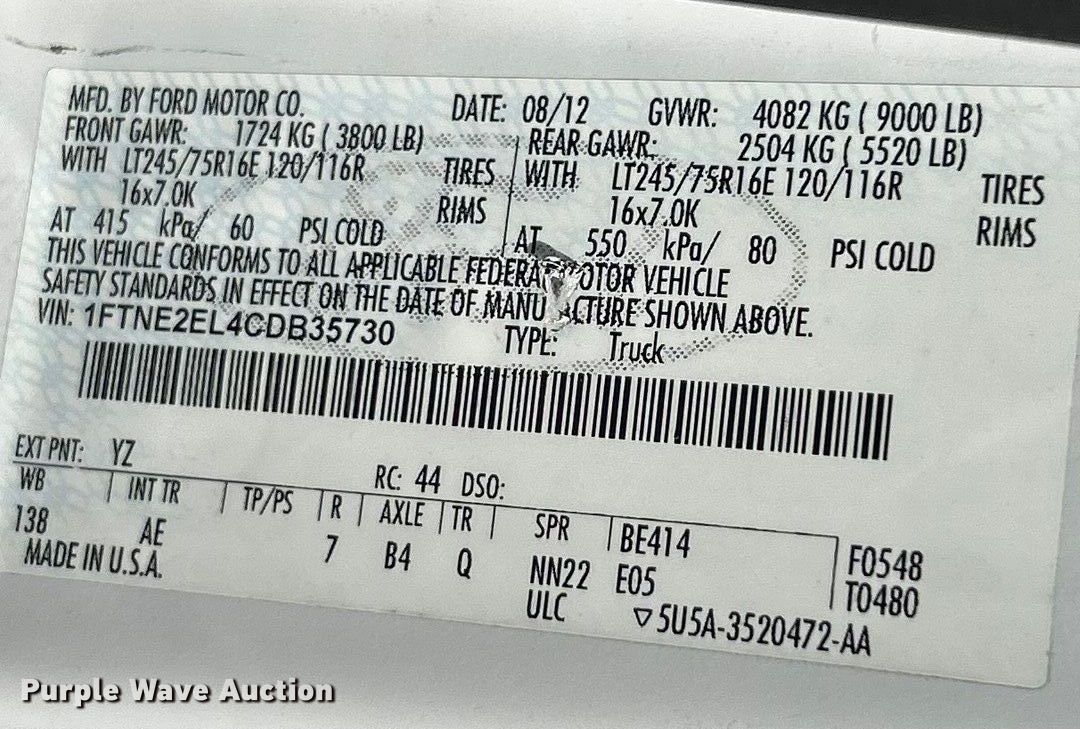 MFD. BY FORD MOTOR CO. DATE: 08/12 GVWR: 4082 KG ( 9000 LB)
FRONT GAWR: 1724 KG ( 3800 LB) REAR GAWR: 2504 KG ( 5520 LB)
WITH LT245/75R16E 120/116R TIRES WITH LT245/75R16E 120/116R TIRES
16x7.0K RIMS 16x7.0K RIMS
AT 415 kPa/ 60 PSI COLD AT 550 kPa/ 80 PSI COLD
THIS VEHICLE CONFORMS TO ALL APPLICABLE FEDERA OTOR VEHICLE
SAFETY STANDARDS IN EFFECT ON THE DATE OF MANU ACTURE SHOWN ABOVE.
VIN: 1FTNE2EL4CDB35730 TYPE: Truck
EXT PNT: YZ RC: 44 DSO:
WB INT TR TP/PS R AXLE TR SPR BE414 F0548
138 AE 7 B4 Q NN22 E05 T0480
MADE IN U.S.A. ULC ▽5U5A-3520472-AA
Purple Wave Auction